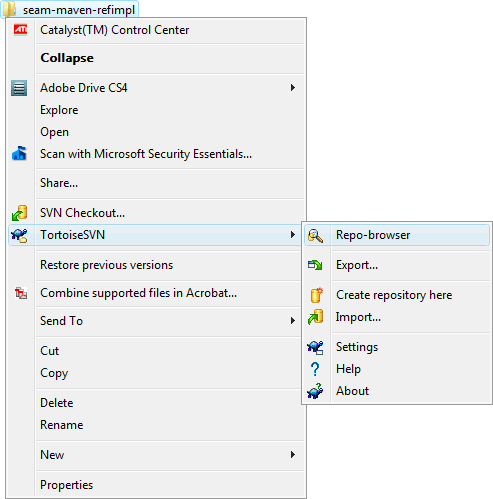 seam-maven-refimpl
ATI
Catalyst(TM) Control Center
Collapse
Adobe Drive CS4
Explore
Open
Scan with Microsoft Security Essentials...
Share...
SVN Checkout...
TortoiseSVN
Restore previous versions
Combine supported files in Acrobat...
Send To
Cut
Copy
Delete
Rename
New
Properties
Repo-browser
Export...
Create repository here
Import...
Settings
Help
About